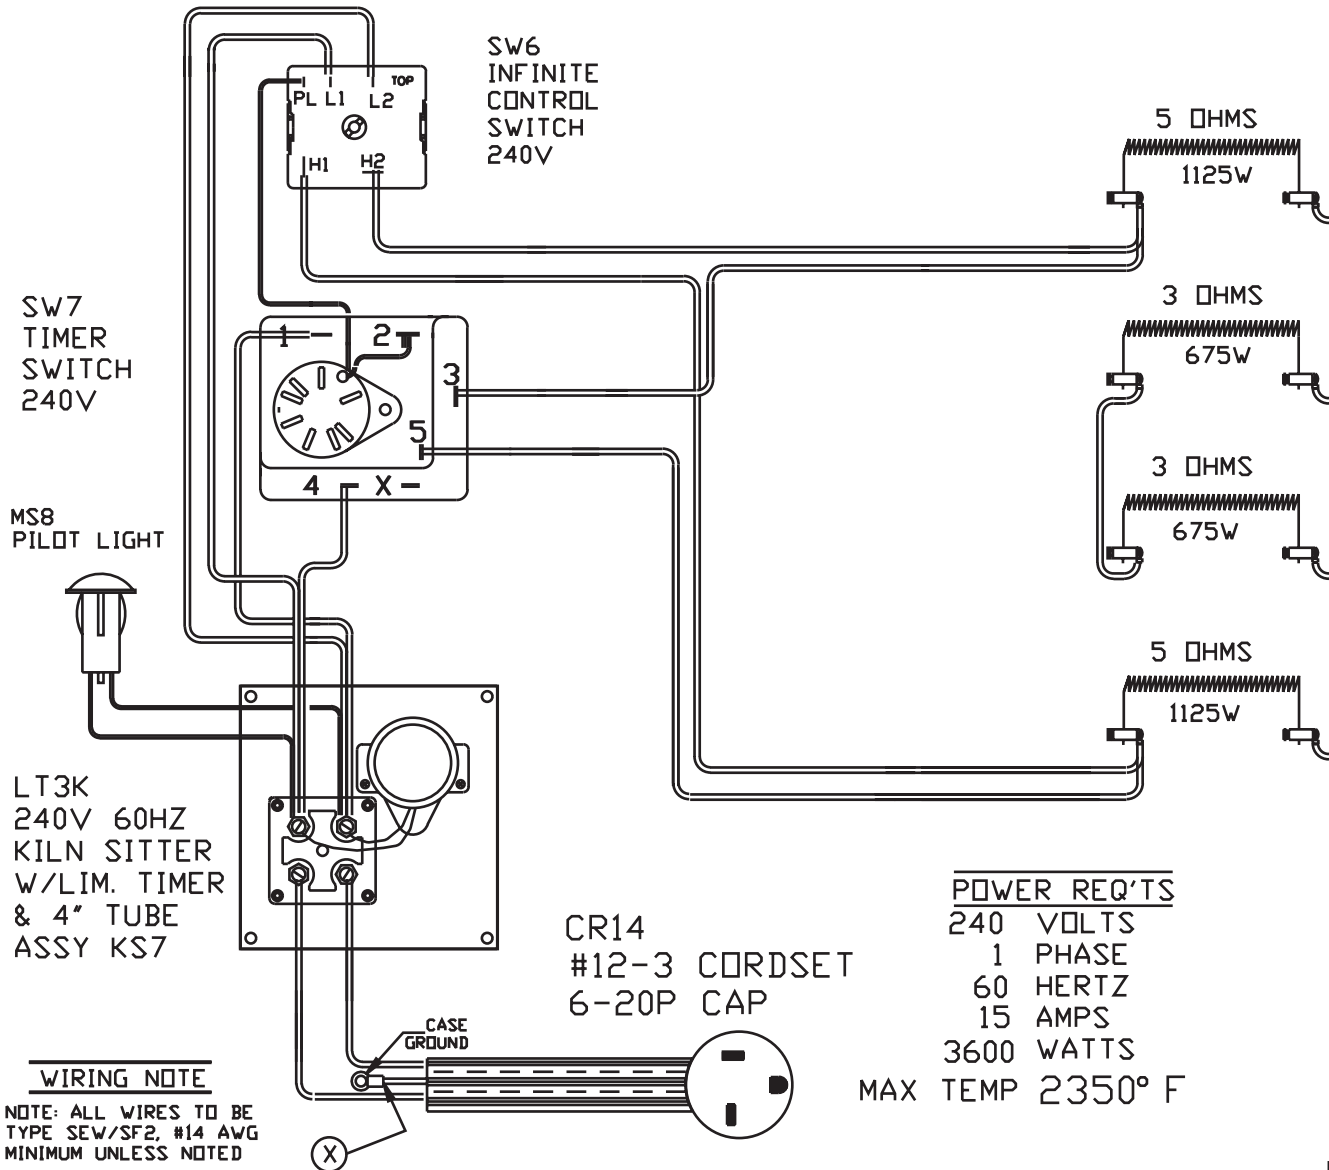 SW6
INFINITE
CONTROL
SWITCH
240V
TOP
PL L1 L2
H1 H2
5 OHMS
1125W
3 OHMS
675W
3 OHMS
675W
5 OHMS
1125W
SW7
TIMER
SWITCH
240V
1 2
3
5
4 X
MS8
PILOT LIGHT
LT3K
240V 60HZ
KILN SITTER
W/LIM. TIMER
& 4" TUBE
ASSY KS7
CR14
#12-3 CORDSET
6-20P CAP
CASE
GROUND
POWER REQ'TS
240 VOLTS
1 PHASE
60 HERTZ
15 AMPS
3600 WATTS
MAX TEMP 2350° F
WIRING NOTE
NOTE: ALL WIRES TO BE
TYPE SEW/SF2, #14 AWG
MINIMUM UNLESS NOTED
X